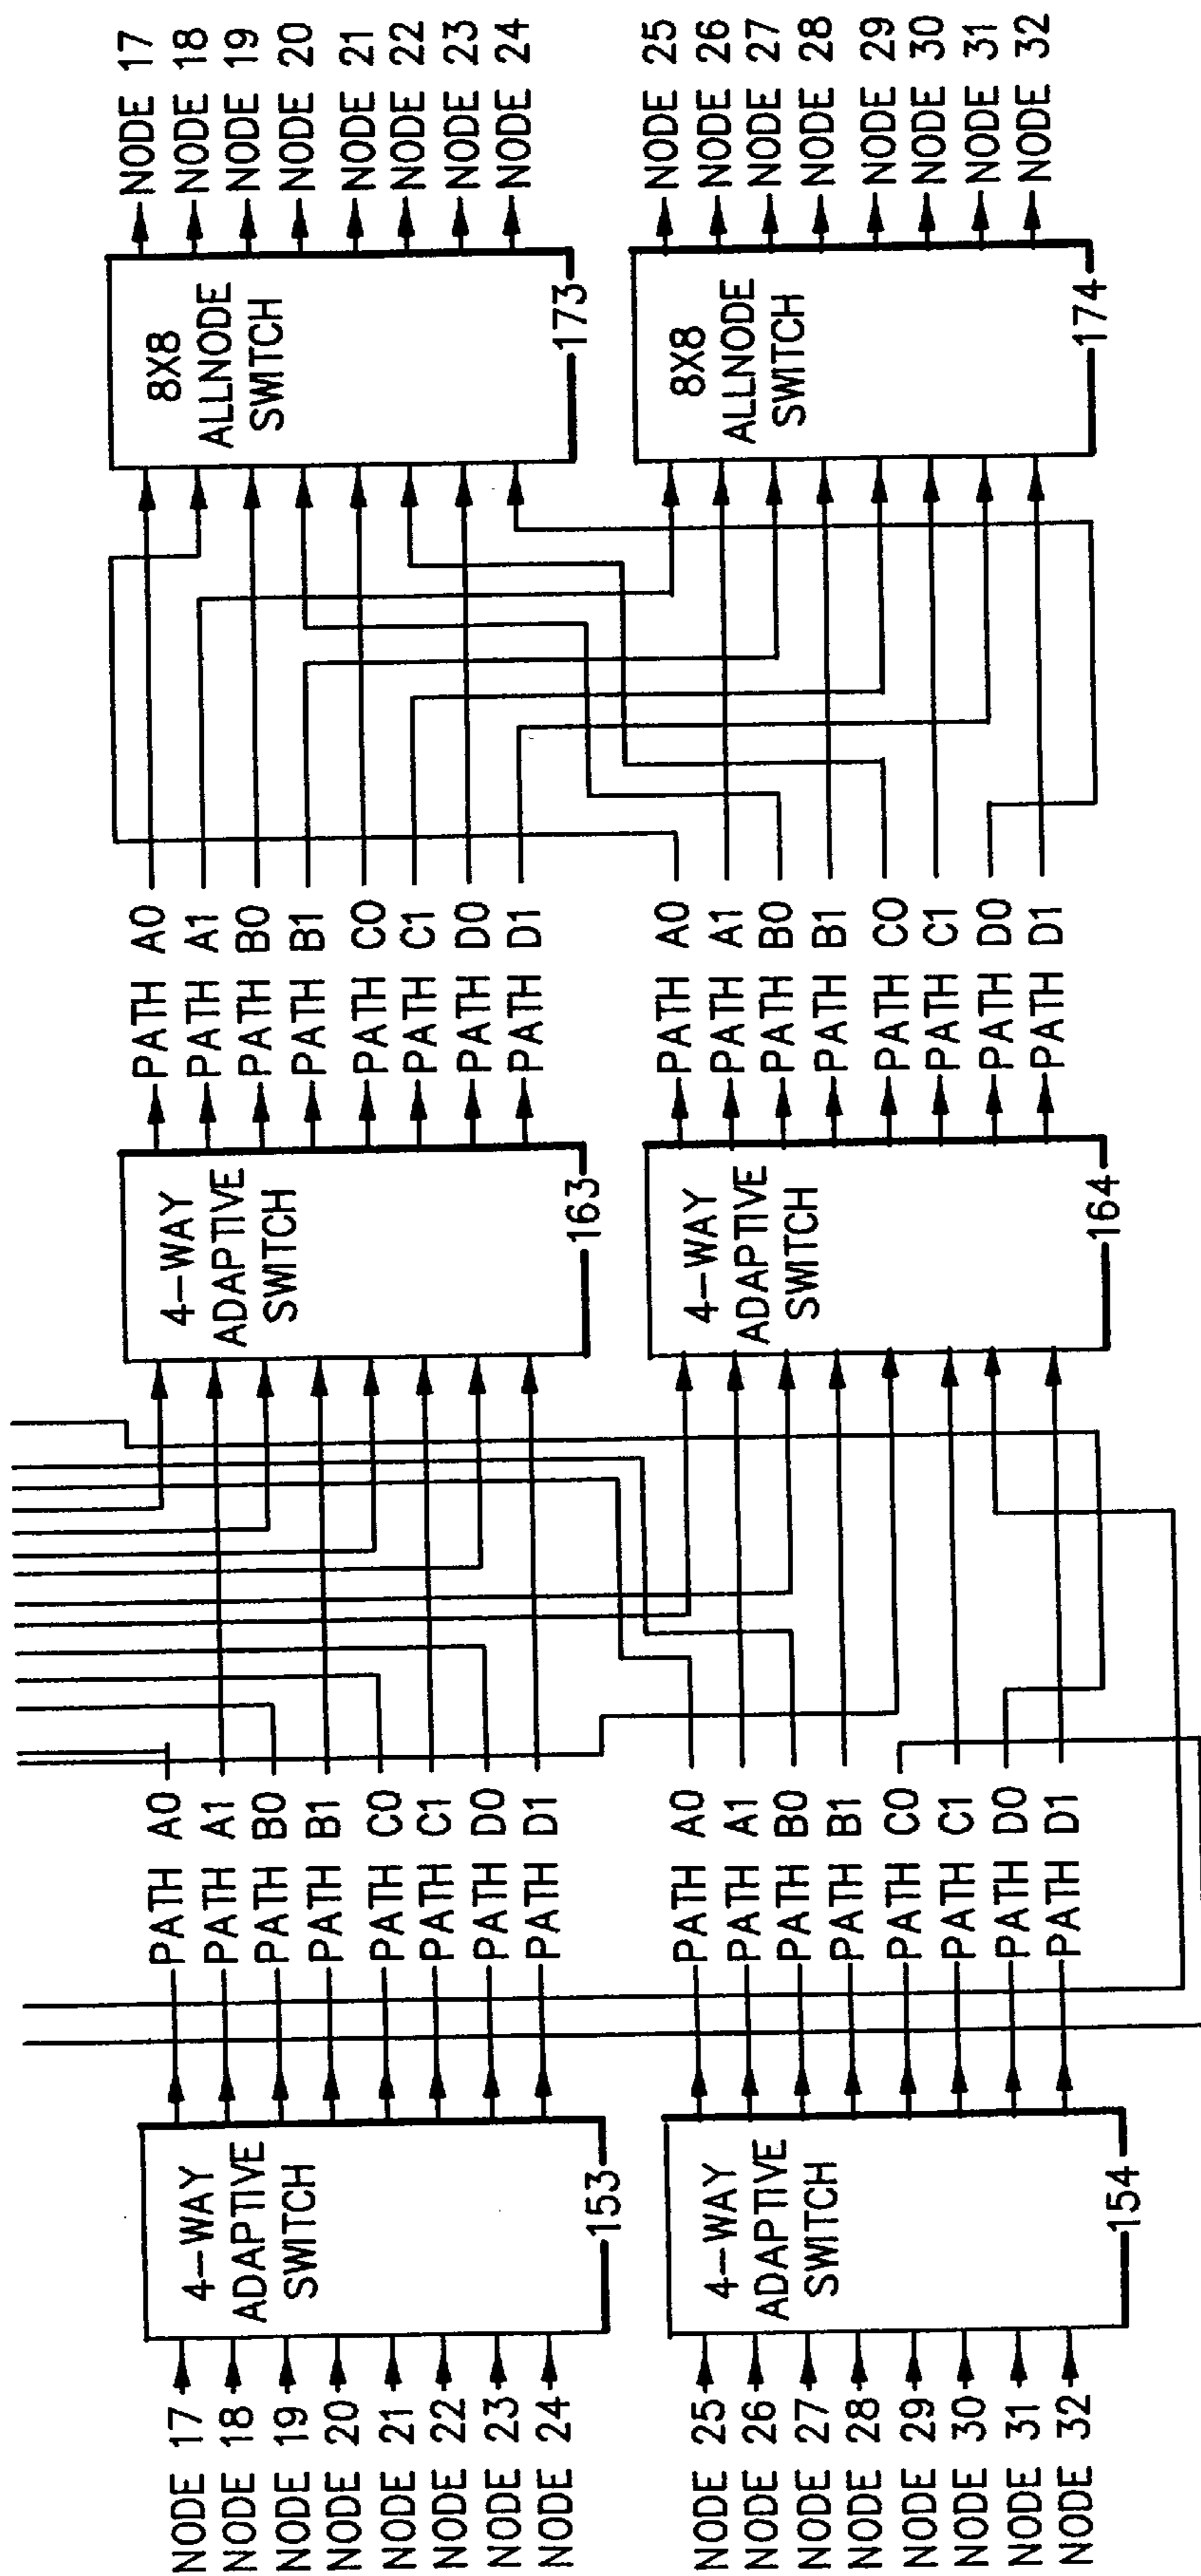 NODE 17
NODE 18
NODE 19
NODE 20
NODE 21
NODE 22
NODE 23
NODE 24
4-WAY
ADAPTIVE
SWITCH
153
PATH A0
PATH A1
PATH B0
PATH B1
PATH C0
PATH C1
PATH D0
PATH D1
4-WAY
ADAPTIVE
SWITCH
163
PATH A0
PATH A1
PATH B0
PATH B1
PATH C0
PATH C1
PATH D0
PATH D1
8X8
ALLNODE
SWITCH
173
NODE 17
NODE 18
NODE 19
NODE 20
NODE 21
NODE 22
NODE 23
NODE 24
NODE 25
NODE 26
NODE 27
NODE 28
NODE 29
NODE 30
NODE 31
NODE 32
4-WAY
ADAPTIVE
SWITCH
154
PATH A0
PATH A1
PATH B0
PATH B1
PATH C0
PATH C1
PATH D0
PATH D1
4-WAY
ADAPTIVE
SWITCH
164
PATH A0
PATH A1
PATH B0
PATH B1
PATH C0
PATH C1
PATH D0
PATH D1
8X8
ALLNODE
SWITCH
174
NODE 25
NODE 26
NODE 27
NODE 28
NODE 29
NODE 30
NODE 31
NODE 32